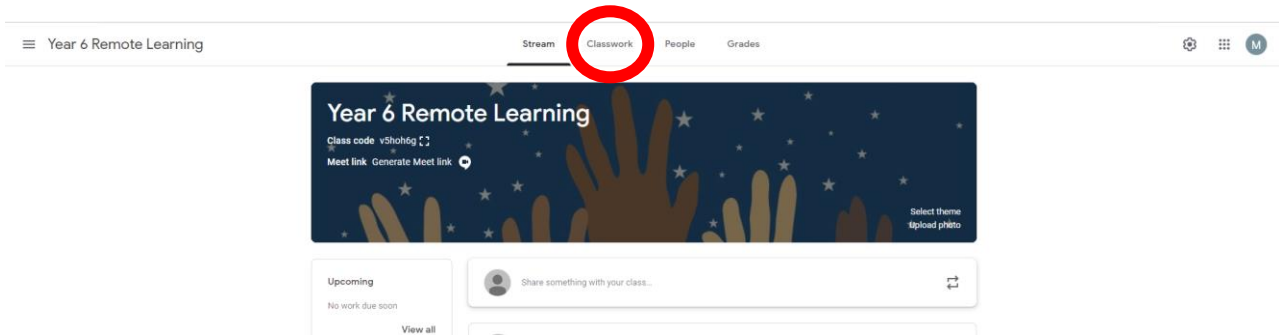 Year 6 Remote Learning
Stream Classwork People Grades
M
Year 6 Remote Learning
Class code v5hoh6g
Meet link Generate Meet link
Select theme
Upload photo
Upcoming
No work due soon
View all
Share something with your class...